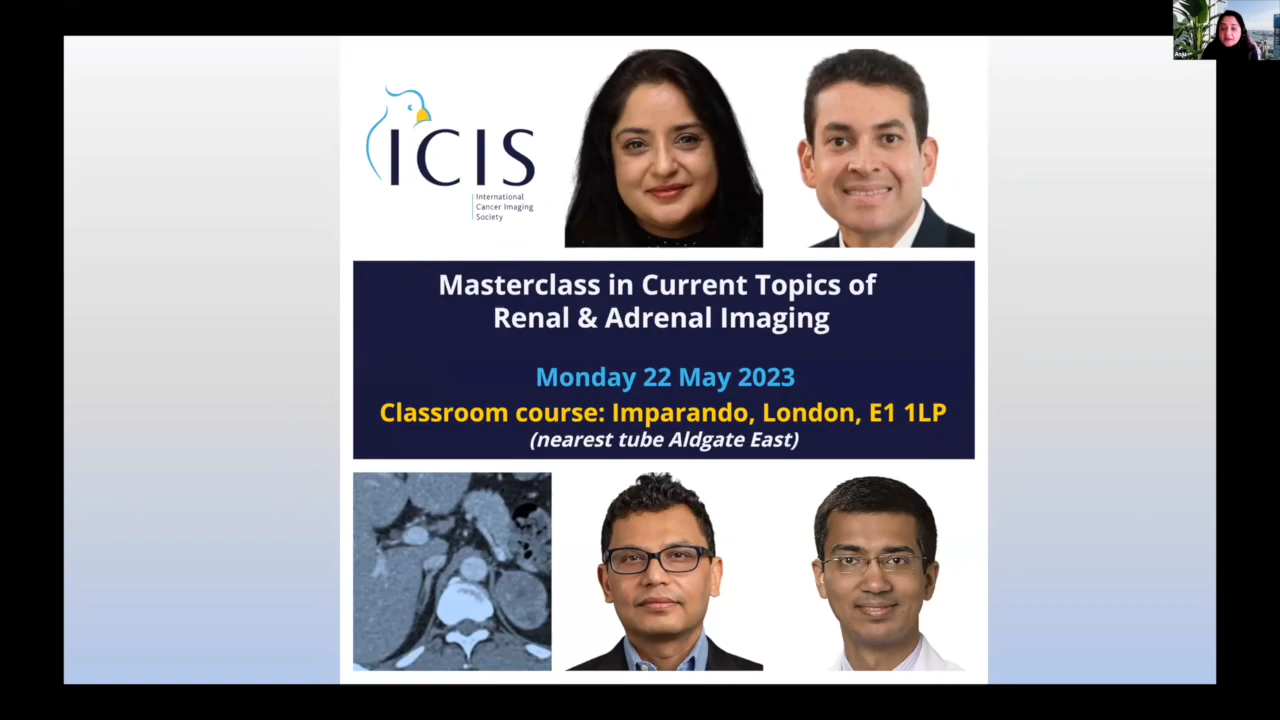 Anju
ICIS
International
Cancer Imaging
Society
Masterclass in Current Topics of
Renal & Adrenal Imaging
Monday 22 May 2023
Classroom course: Imparando, London, E1 1LP
(nearest tube Aldgate East)